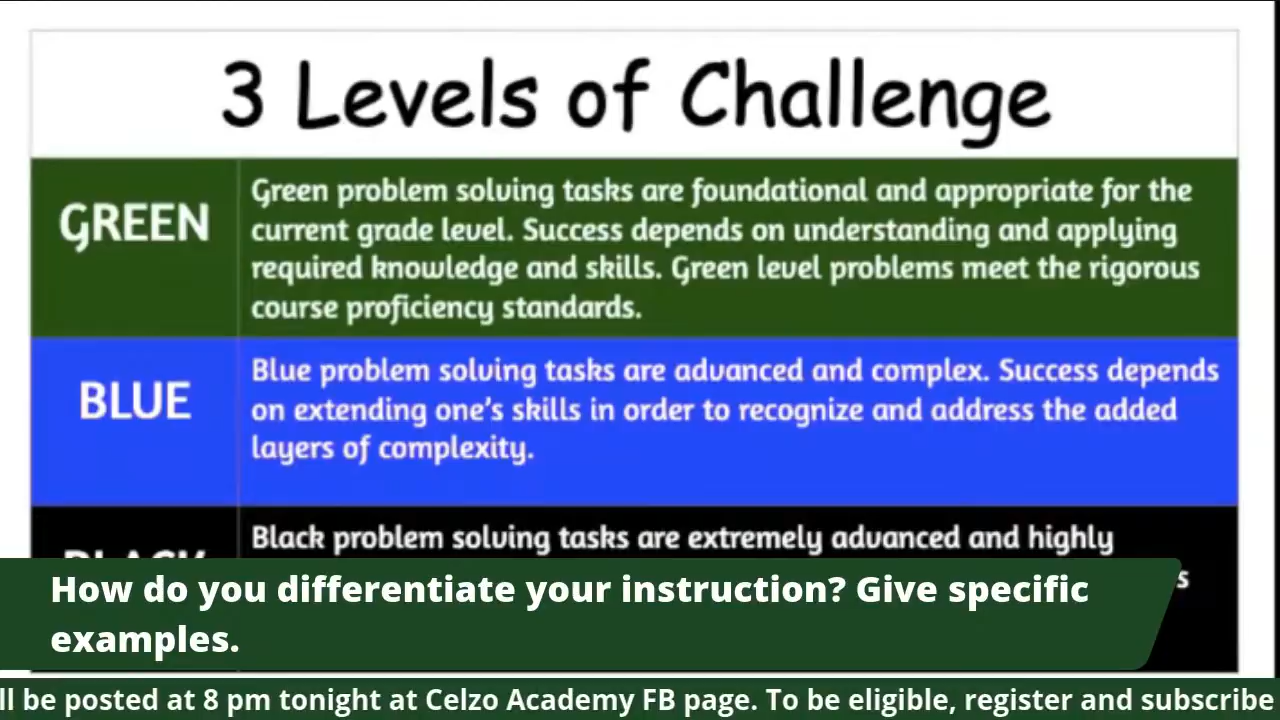 3 Levels of Challenge
GREEN
Green problem solving tasks are foundational and appropriate for the
current grade level. Success depends on understanding and applying
required knowledge and skills. Green level problems meet the rigorous
course proficiency standards.
BLUE
Blue problem solving tasks are advanced and complex. Success depends
on extending one's skills in order to recognize and address the added
layers of complexity.
BLACK
Black problem solving tasks are extremely advanced and highly
How do you differentiate your instruction? Give specific
examples.
be posted at 8 pm tonight at Celzo Academy FB page. To be eligible, register and subscribe